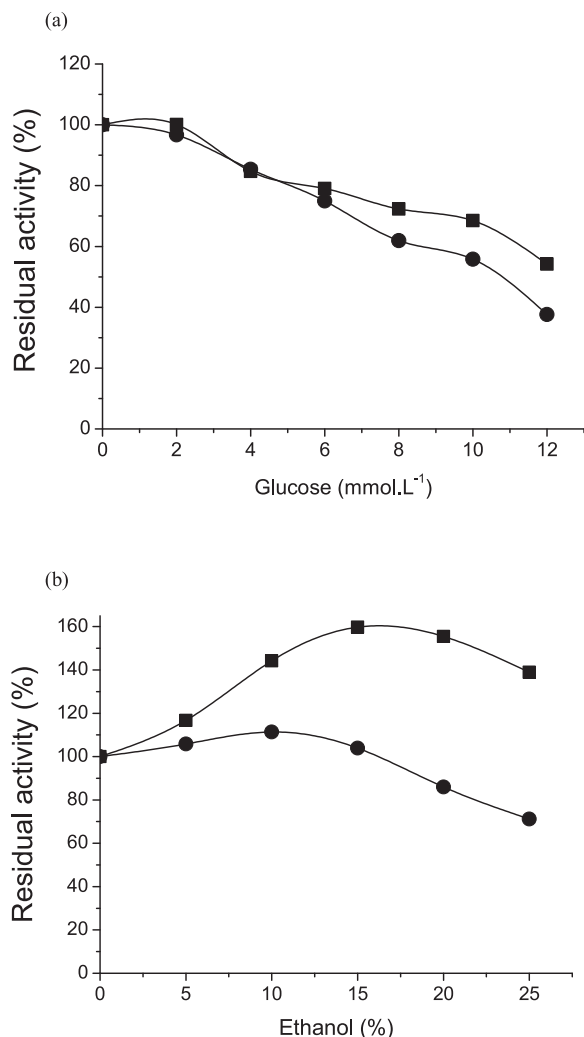 (a)
120
100
80
60
40
20
0
Residual activity (%)
0 2 4 6 8 10 12
Glucose (mmol.L⁻¹)
(b)
160
140
120
100
80
60
40
20
0
Residual activity (%)
0 5 10 15 20 25
Ethanol (%)